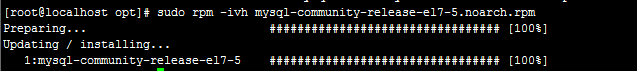 [root@localhost opt]# sudo rpm -ivh mysql-community-release-el7-5.noarch.rpm
Preparing...                          ################################# [100%]
Updating / installing...
   1:mysql-community-release-el7-5    ################################# [100%]